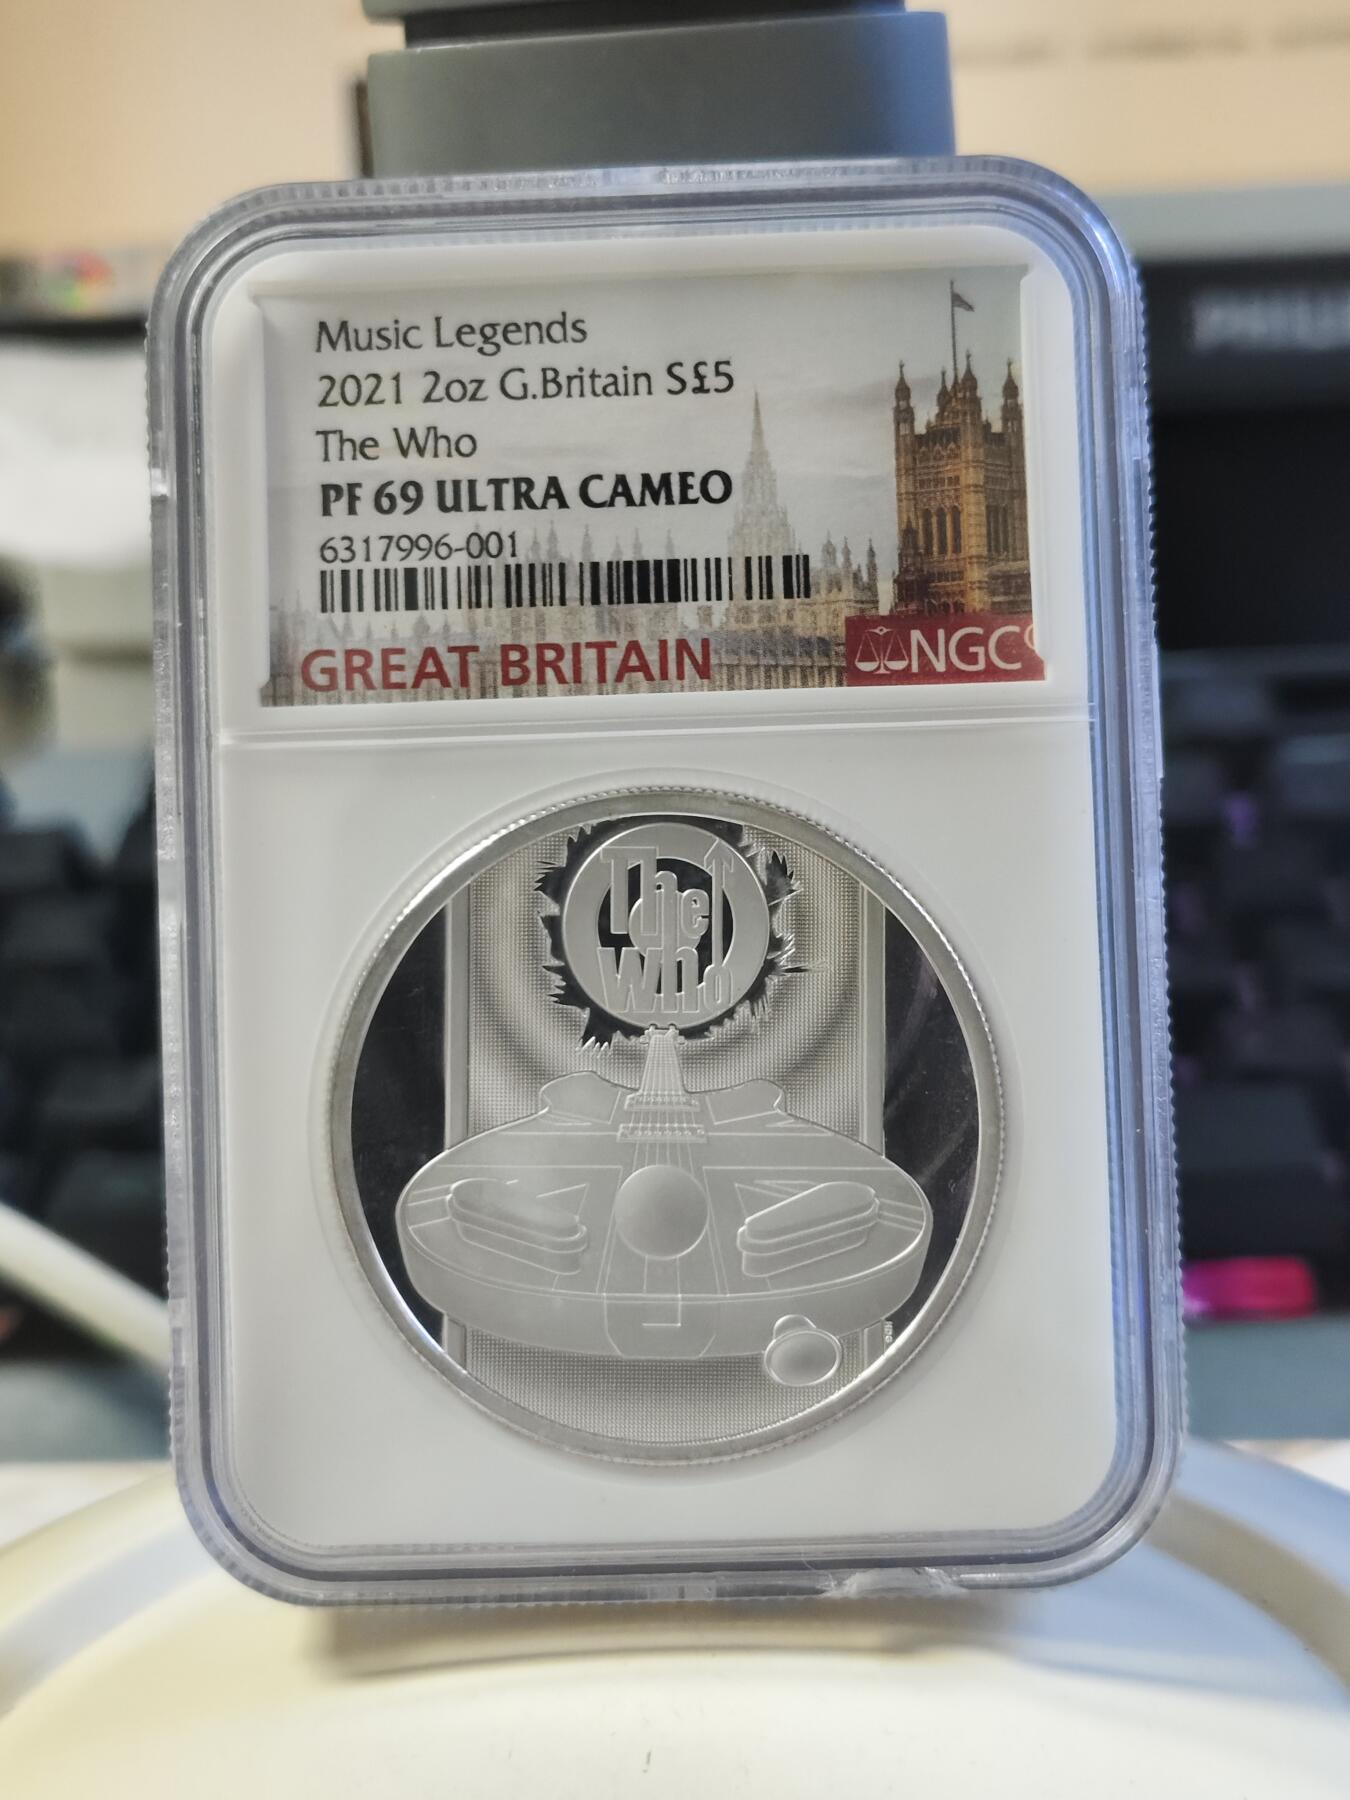 Music Legends
2021 2oz G.Britain S£5
The Who
PF 69 ULTRA CAMEO
6317996-001
GREAT BRITAIN
NGC
The
Who